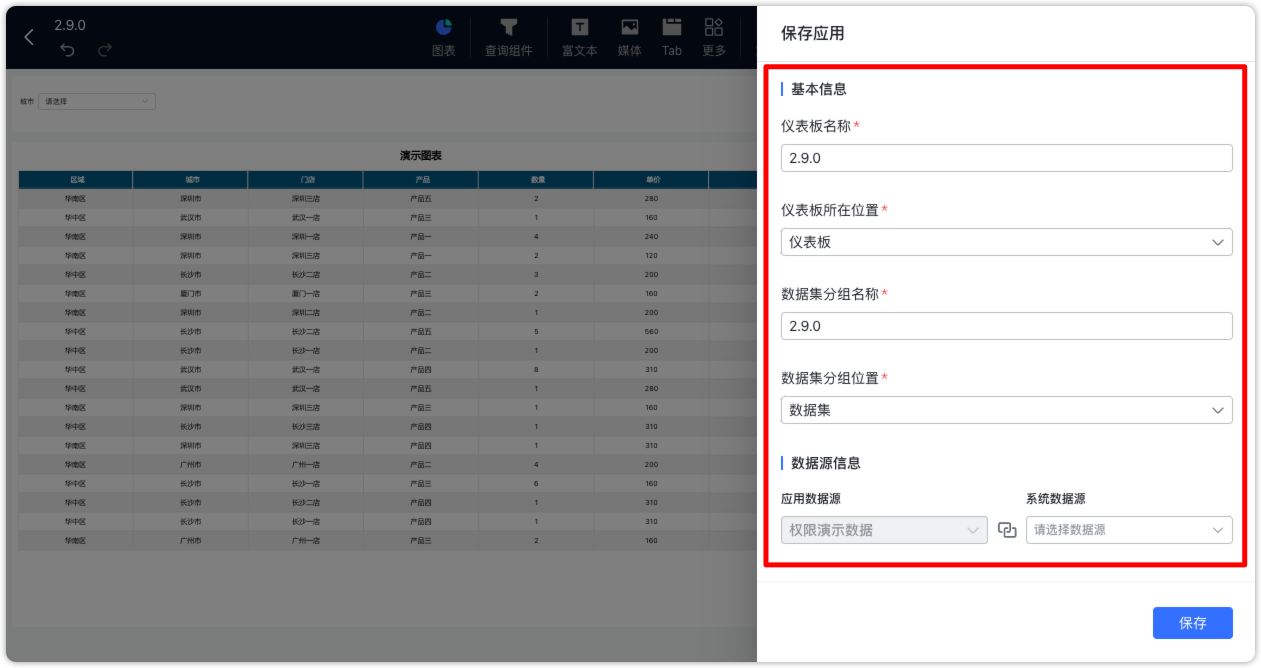 2.9.0
图表
查询组件
富文本
媒体
Tab
更多
城市 请选择
演示图表
区域 城市 门店 产品 数量 单价
华南区 深圳市 深圳三店 产品五 2 280
华中区 武汉市 武汉一店 产品三 1 160
华南区 深圳市 深圳一店 产品一 4 240
华南区 深圳市 深圳三店 产品一 2 120
华中区 长沙市 长沙二店 产品二 3 200
华南区 厦门市 厦门一店 产品三 2 160
华南区 深圳市 深圳二店 产品二 1 200
华中区 长沙市 长沙二店 产品五 5 560
华中区 长沙市 长沙一店 产品二 1 200
华中区 武汉市 武汉一店 产品四 8 310
华中区 武汉市 武汉一店 产品五 1 280
华南区 深圳市 深圳三店 产品三 1 160
华中区 长沙市 长沙三店 产品四 1 310
华南区 深圳市 深圳三店 产品四 1 310
华南区 广州市 广州一店 产品二 4 200
华中区 长沙市 长沙一店 产品三 6 160
华中区 长沙市 长沙二店 产品四 1 310
华中区 长沙市 长沙一店 产品四 1 310
华南区 广州市 广州一店 产品三 2 160
保存应用
基本信息
仪表板名称*
2.9.0
仪表板所在位置*
仪表板
数据集分组名称*
2.9.0
数据集分组位置*
数据集
数据源信息
应用数据源 系统数据源
权限演示数据 请选择数据源
保存